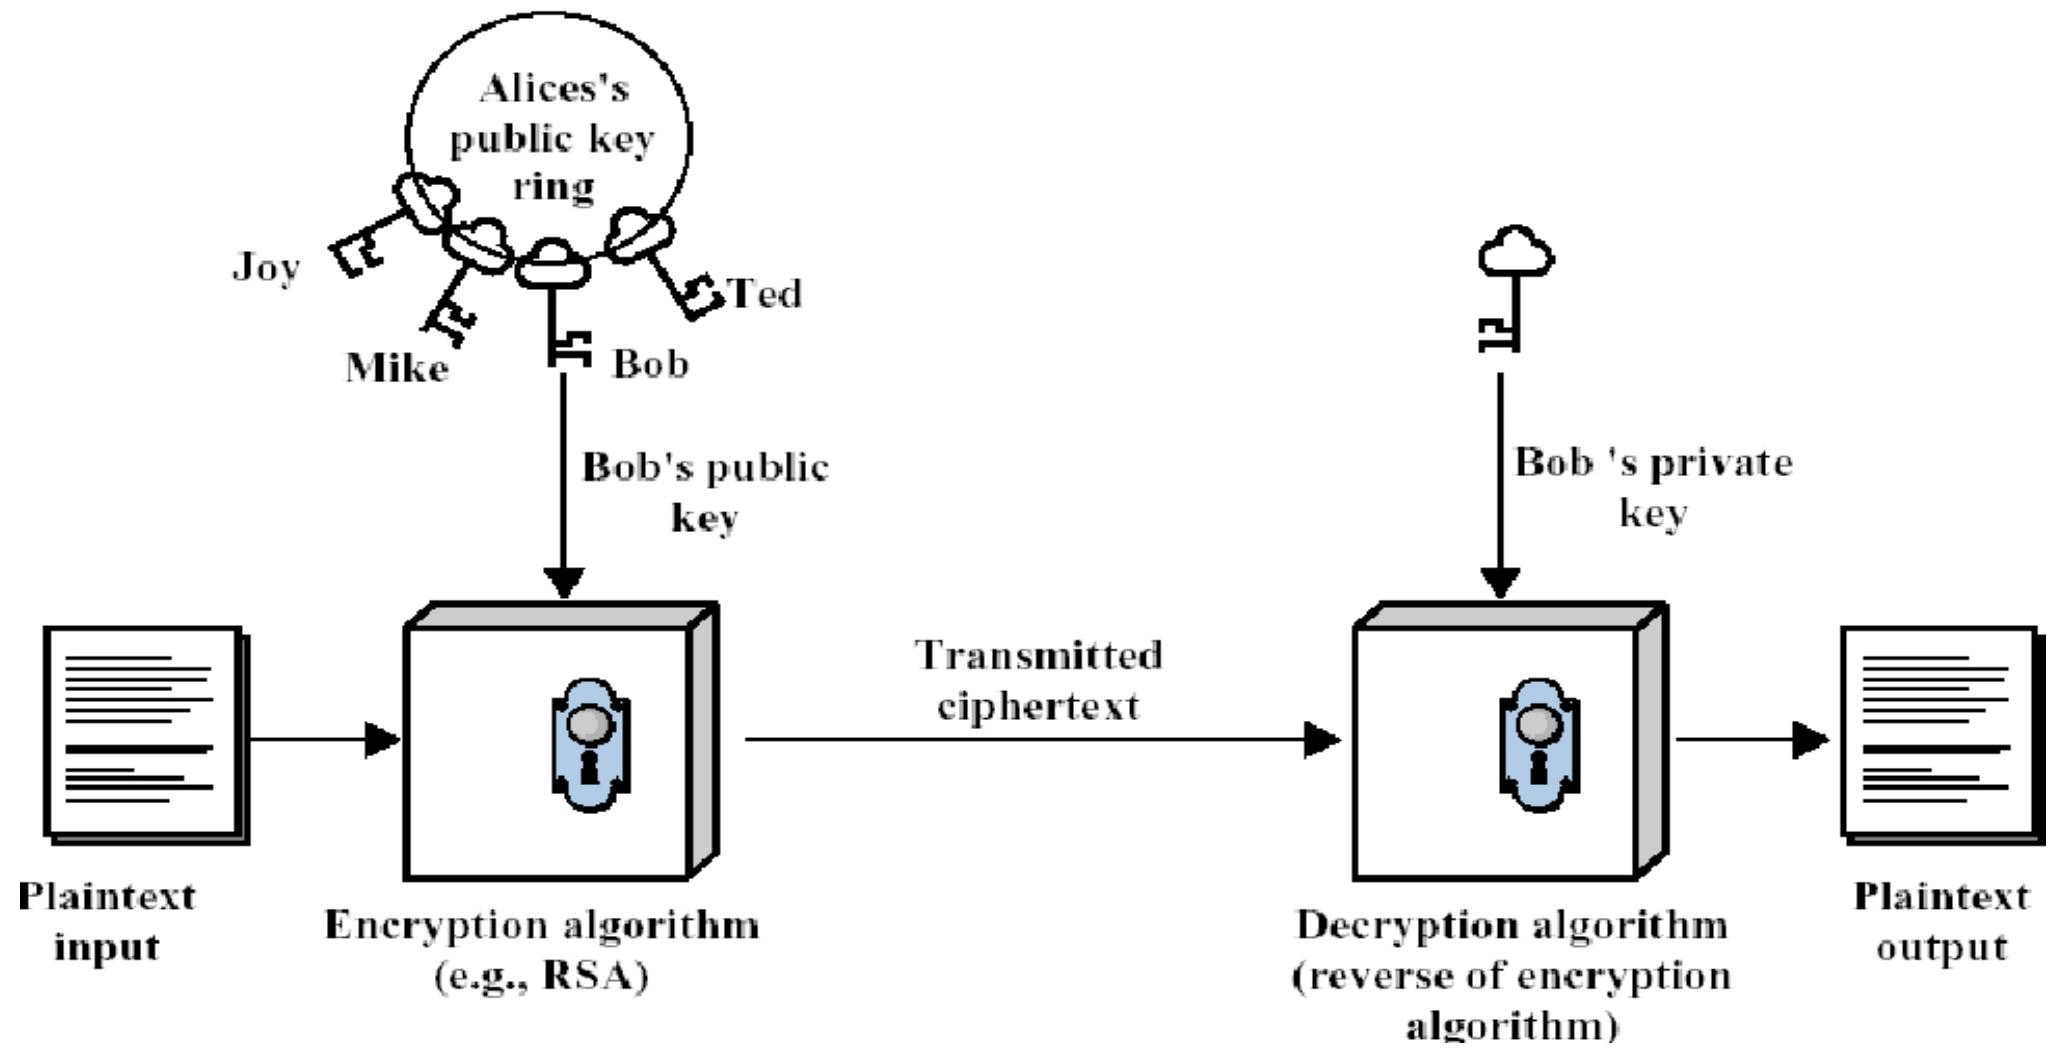 Alices's
public key
ring
Joy
Mike
Bob
Ted
Bob's public
key
Bob 's private
key
Transmitted
ciphertext
Plaintext
input
Encryption algorithm
(e.g., RSA)
Decryption algorithm
(reverse of encryption
algorithm)
Plaintext
output